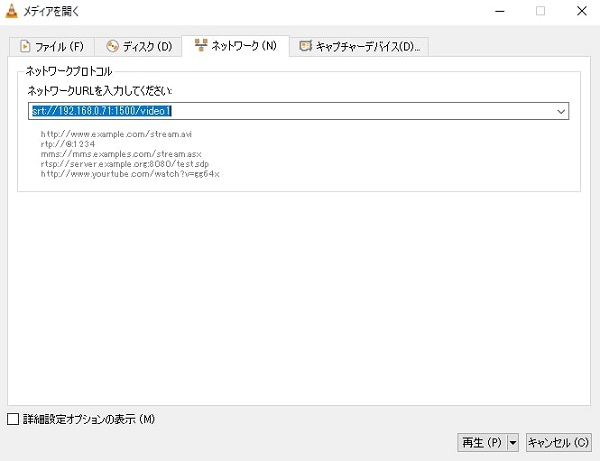 メディアを開く
ファイル (F)
ディスク (D)
ネットワーク (N)
キャプチャーデバイス(D)...
ネットワークプロトコル
ネットワークURLを入力してください:
srt://192.168.0.71:1500/video1
http://www.example.com/stream.avi
rtp://@:1234
mms://mms.examples.com/stream.asx
rtsp://server.example.org:8080/test.sdp
http://www.yourtube.com/watch?v=gg64x
詳細設定オプションの表示 (M)
再生 (P)
キャンセル (C)